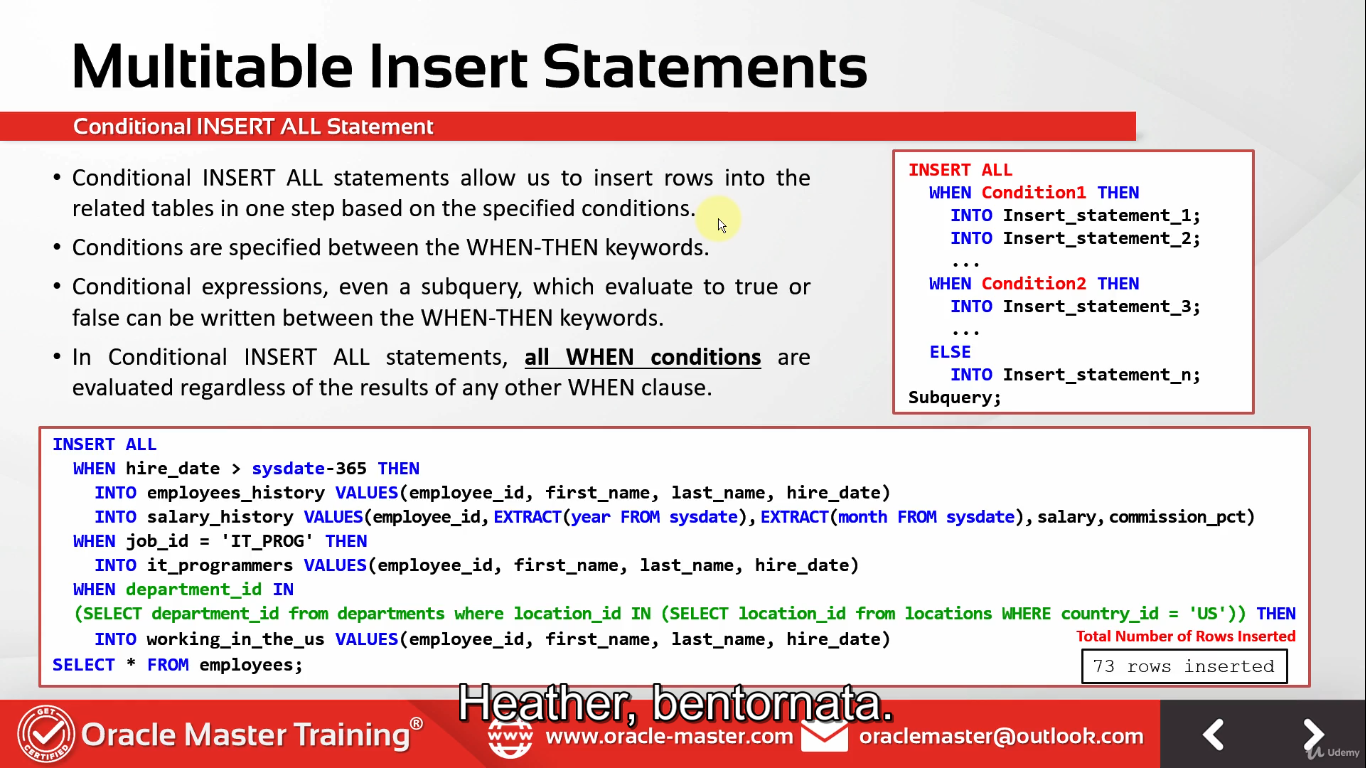 Multitable Insert Statements
Conditional INSERT ALL Statement
• Conditional INSERT ALL statements allow us to insert rows into the
related tables in one step based on the specified conditions.
• Conditions are specified between the WHEN-THEN keywords.
• Conditional expressions, even a subquery, which evaluate to true or
false can be written between the WHEN-THEN keywords.
• In Conditional INSERT ALL statements, all WHEN conditions are
evaluated regardless of the results of any other WHEN clause.
INSERT ALL
WHEN Condition1 THEN
INTO Insert_statement_1;
INTO Insert_statement_2;
...
WHEN Condition2 THEN
INTO Insert_statement_3;
...
ELSE
INTO Insert_statement_n;
Subquery;
INSERT ALL
WHEN hire_date > sysdate-365 THEN
INTO employees_history VALUES(employee_id, first_name, last_name, hire_date)
INTO salary_history VALUES(employee_id,EXTRACT(year FROM sysdate),EXTRACT(month FROM sysdate),salary,commission_pct)
WHEN job_id = 'IT_PROG' THEN
INTO it_programmers VALUES(employee_id, first_name, last_name, hire_date)
WHEN department_id IN
(SELECT department_id from departments where location_id IN (SELECT location_id from locations WHERE country_id = 'US')) THEN
INTO working_in_the_us VALUES(employee_id, first_name, last_name, hire_date)
SELECT * FROM employees;
Total Number of Rows Inserted
73 rows inserted
Heather, bentornata.
GET CERTIFIED
Oracle Master Training®
www.oracle-master.com
oraclemaster@outlook.com
Udemy